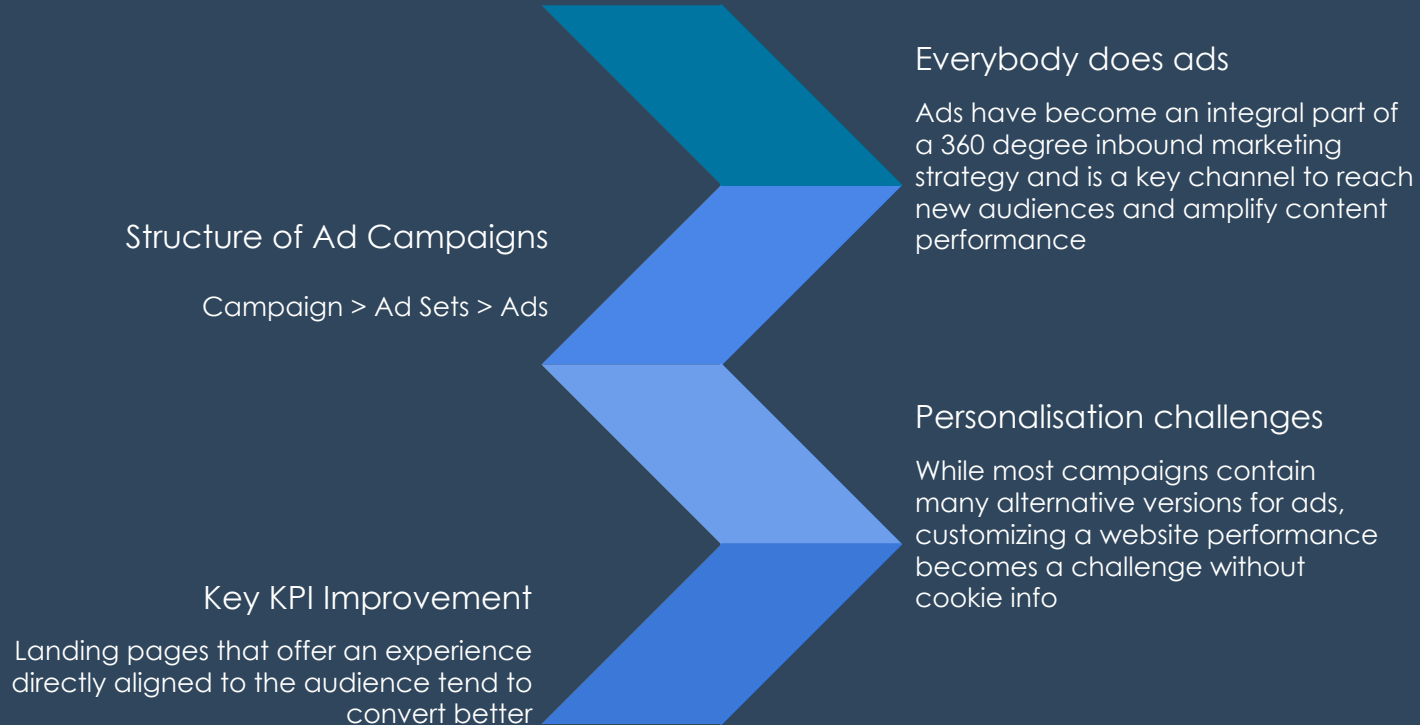 Everybody does ads
Ads have become an integral part of
a 360 degree inbound marketing
strategy and is a key channel to reach
new audiences and amplify content
performance
Structure of Ad Campaigns
Campaign > Ad Sets > Ads
Personalisation challenges
While most campaigns contain
many alternative versions for ads,
customizing a website performance
becomes a challenge without
cookie info
Key KPI Improvement
Landing pages that offer an experience
directly aligned to the audience tend to
convert better